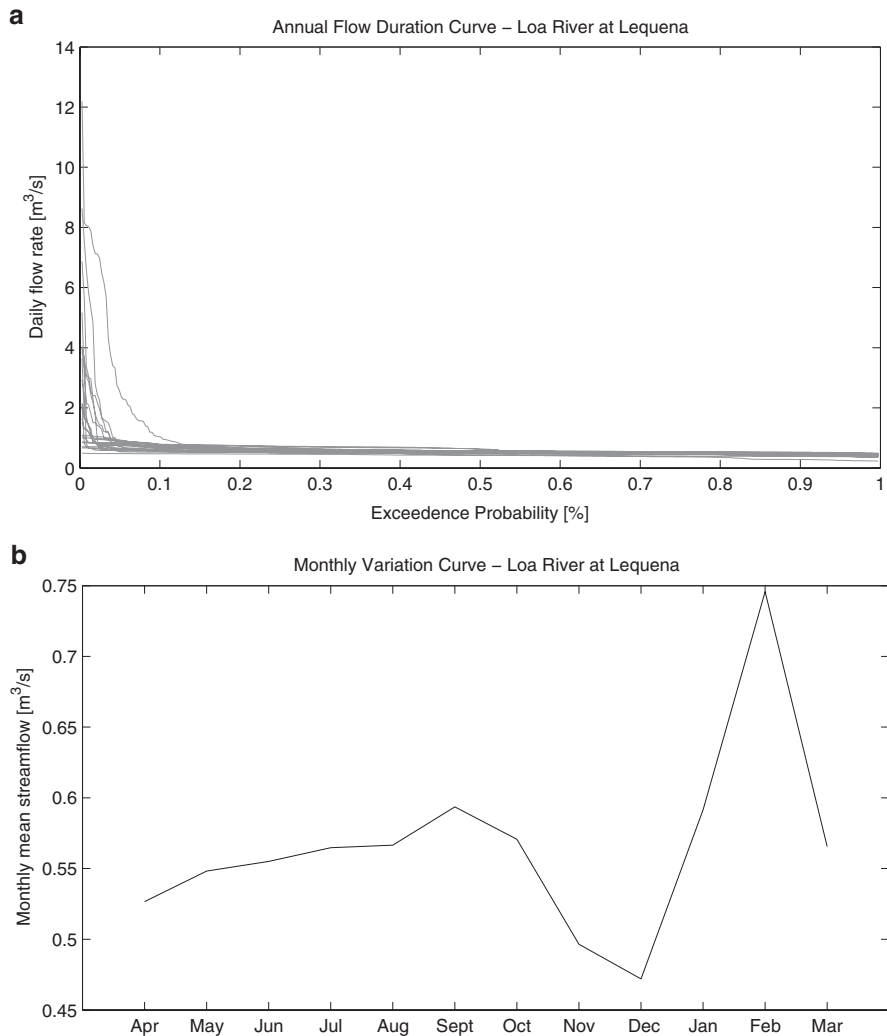 a
Annual Flow Duration Curve – Loa River at Lequena
14
12
10
8
6
4
2
0
Daily flow rate [m³/s]
0 0.1 0.2 0.3 0.4 0.5 0.6 0.7 0.8 0.9 1
Exceedence Probability [%]
b
Monthly Variation Curve – Loa River at Lequena
0.75
0.7
0.65
0.6
0.55
0.5
0.45
Monthly mean streamflow [m³/s]
Apr May Jun Jul Aug Sept Oct Nov Dec Jan Feb Mar